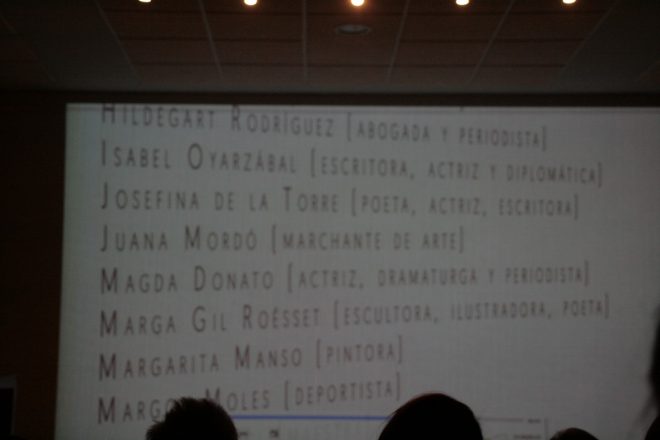 Hildegart Rodríguez [abogada y periodista]
Isabel Oyarzábal [escritora, actriz y diplomática]
Josefina de la Torre [poeta, actriz, escritora]
Juana Mordó [marchante de arte]
Magda Donato [actriz, dramaturga y periodista]
Marga Gil Roësset [escultora, ilustradora, poeta]
Margarita Manso [pintora]
Moles [deportista]